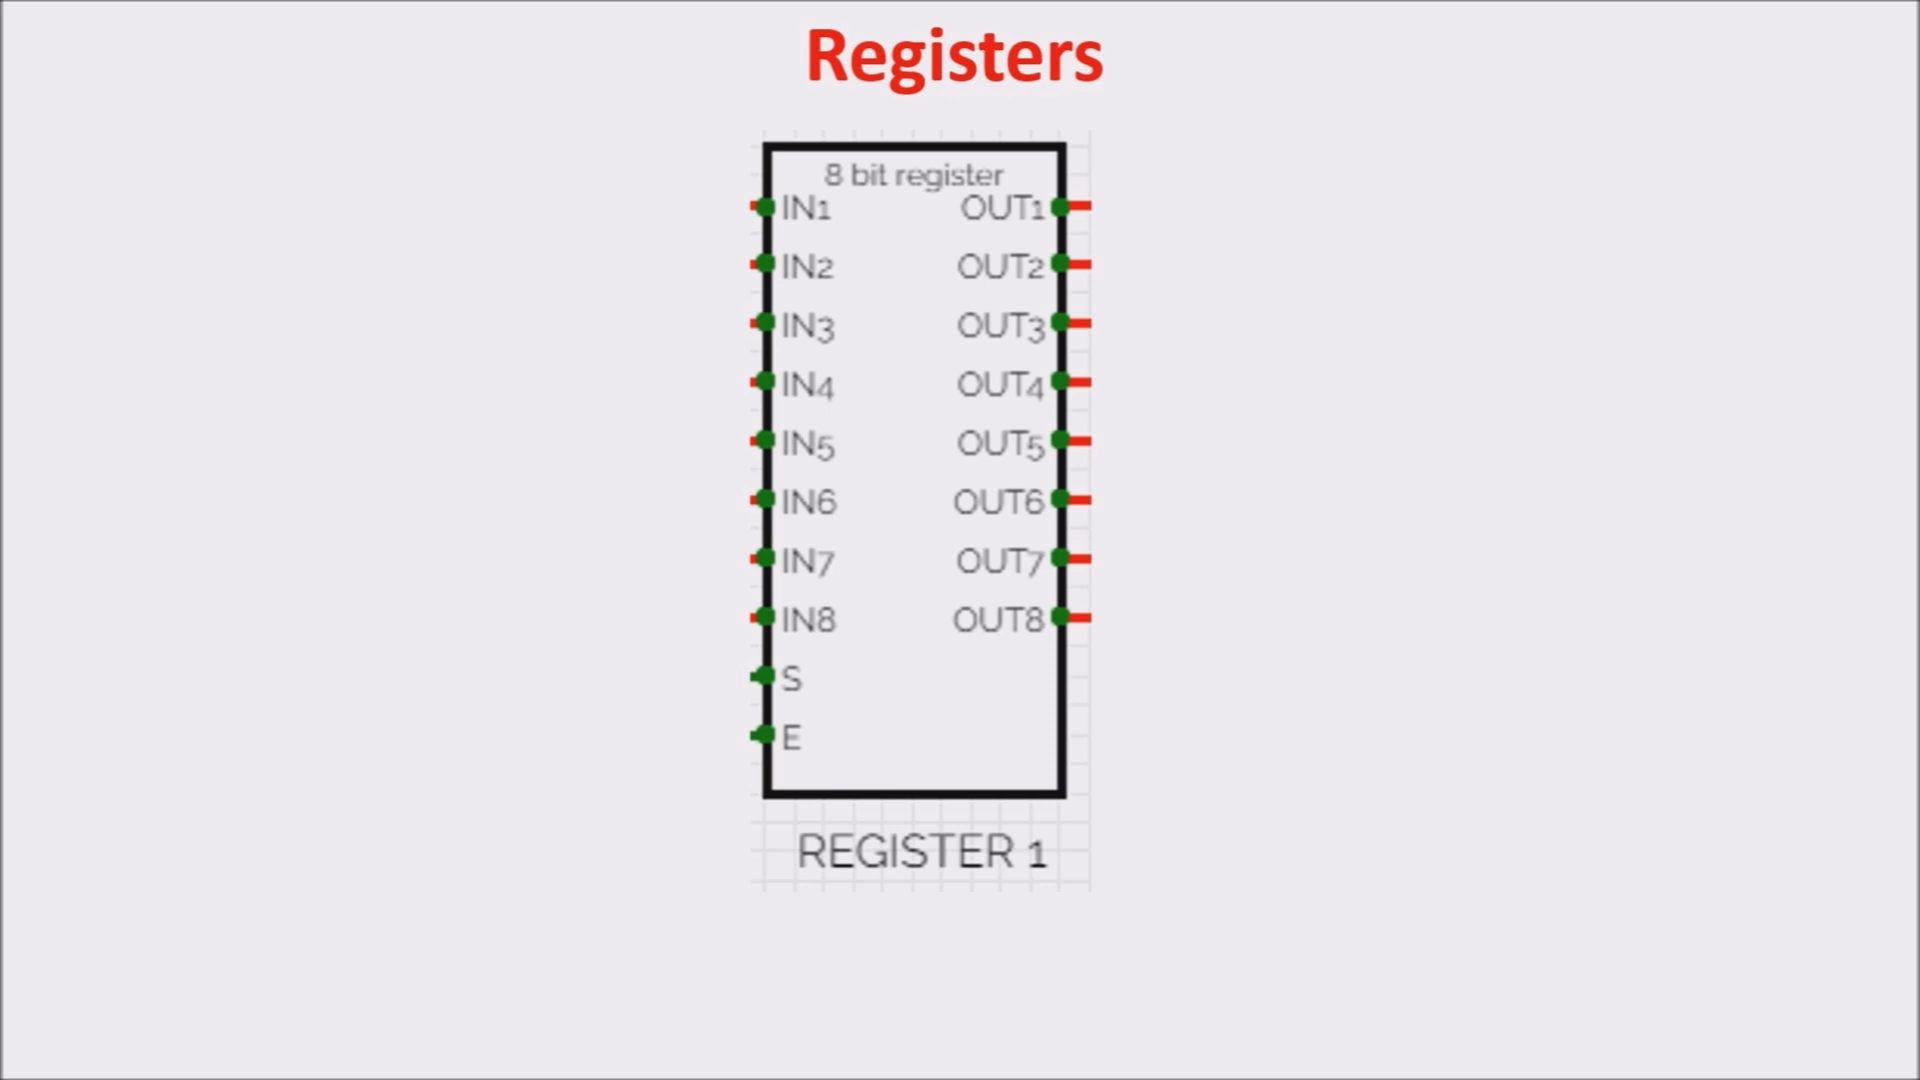 Registers
8 bit register
IN1 OUT1
IN2 OUT2
IN3 OUT3
IN4 OUT4
IN5 OUT5
IN6 OUT6
IN7 OUT7
IN8 OUT8
S
E
REGISTER 1